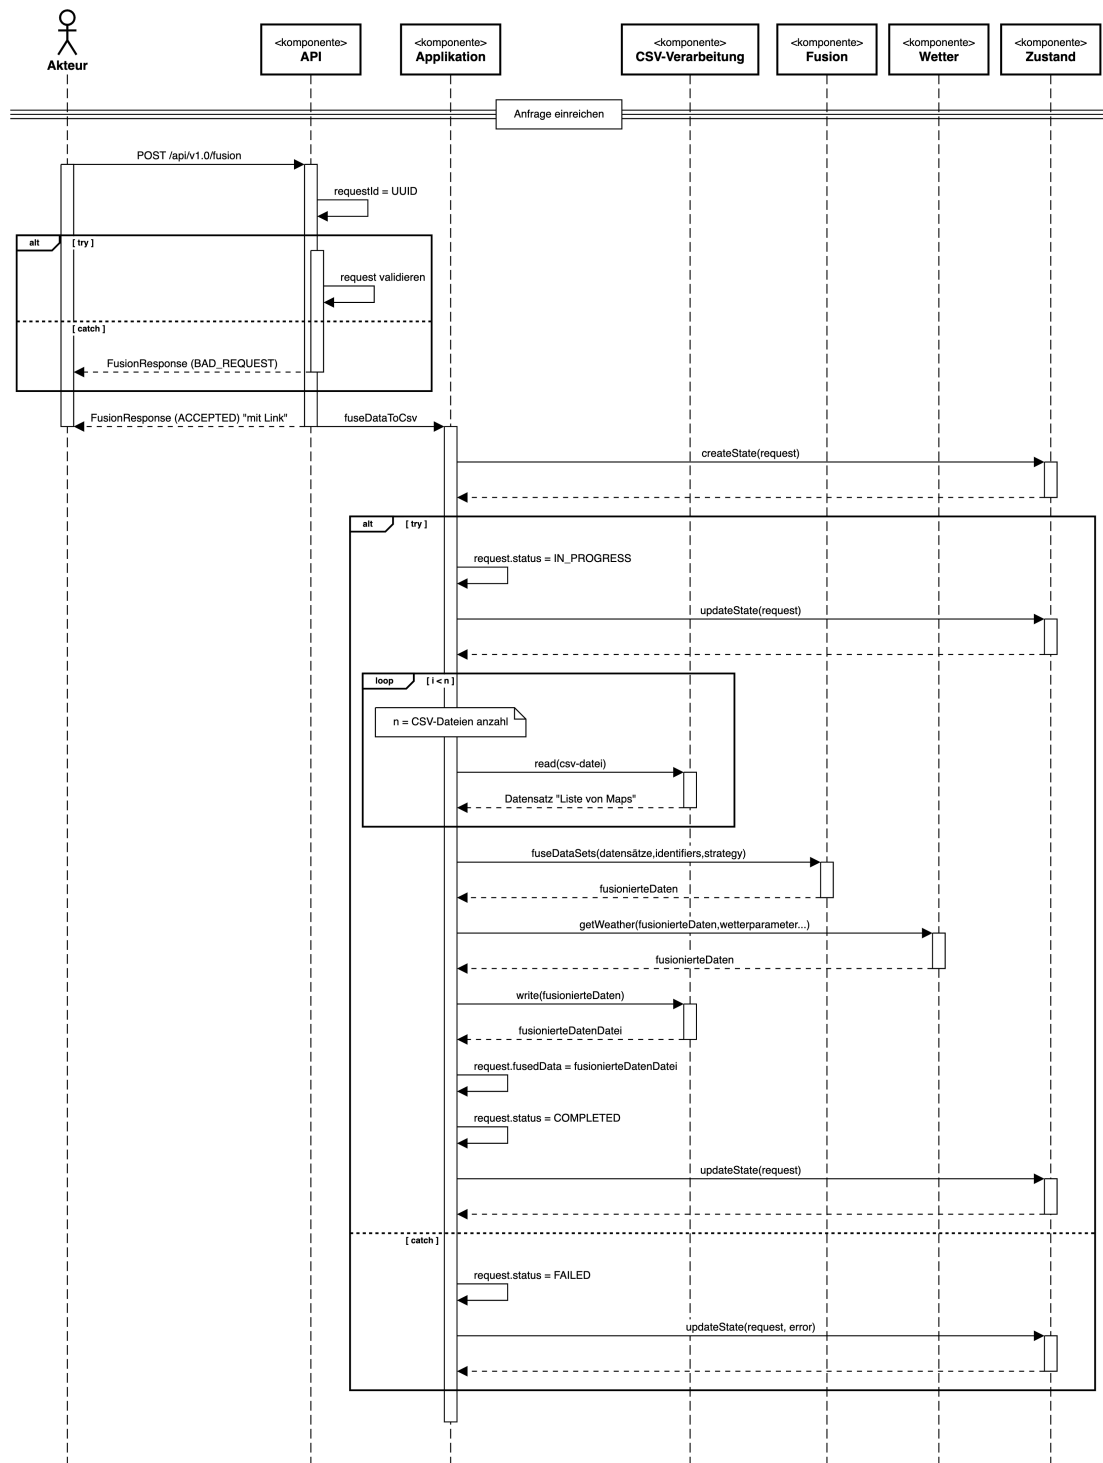 <komponente>
<komponente>
<komponente>
<komponente>
<komponente>
<komponente>
Akteur
API
Applikation
CSV-Verarbeitung
Fusion
Wetter
Zustand
Anfrage einreichen
POST /api/v1.0/fusion
requestId = UUID
alt
[ try ]
request validieren
[ catch ]
FusionResponse (BAD_REQUEST)
FusionResponse (ACCEPTED) "mit Link"
fuseDataToCsv
createState(request)
alt
[ try ]
request.status = IN_PROGRESS
updateState(request)
loop
[ i < n ]
n = CSV-Dateien anzahl
read(csv-datei)
Datensatz "Liste von Maps"
fuseDataSets(datensätze,identifiers,strategy)
fusionierteDaten
getWeather(fusionierteDaten,wetterparameter...)
fusionierteDaten
write(fusionierteDaten)
fusionierteDatenDatei
request.fusedData = fusionierteDatenDatei
request.status = COMPLETED
updateState(request)
[ catch ]
request.status = FAILED
updateState(request, error)